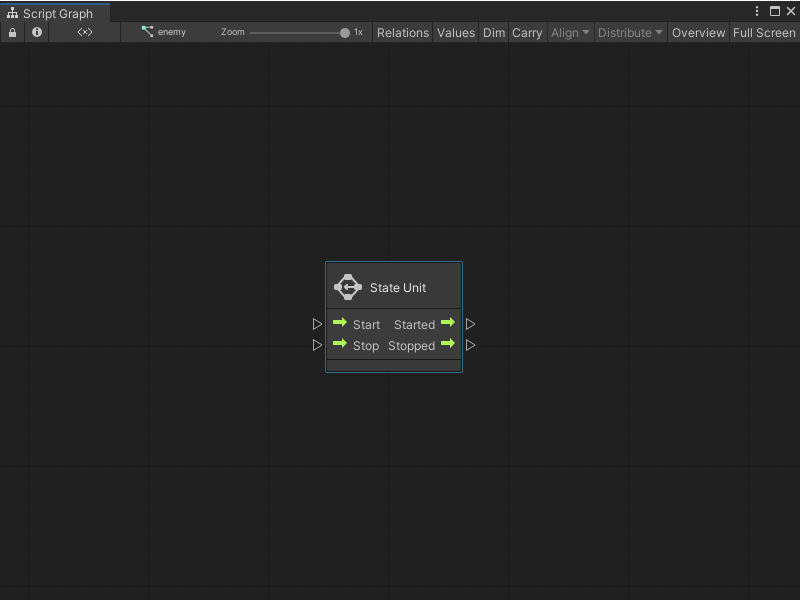 Script Graph
<×> enemy Zoom 1x Relations Values Dim Carry Align Distribute Overview Full Screen
State Unit
Start Started
Stop Stopped